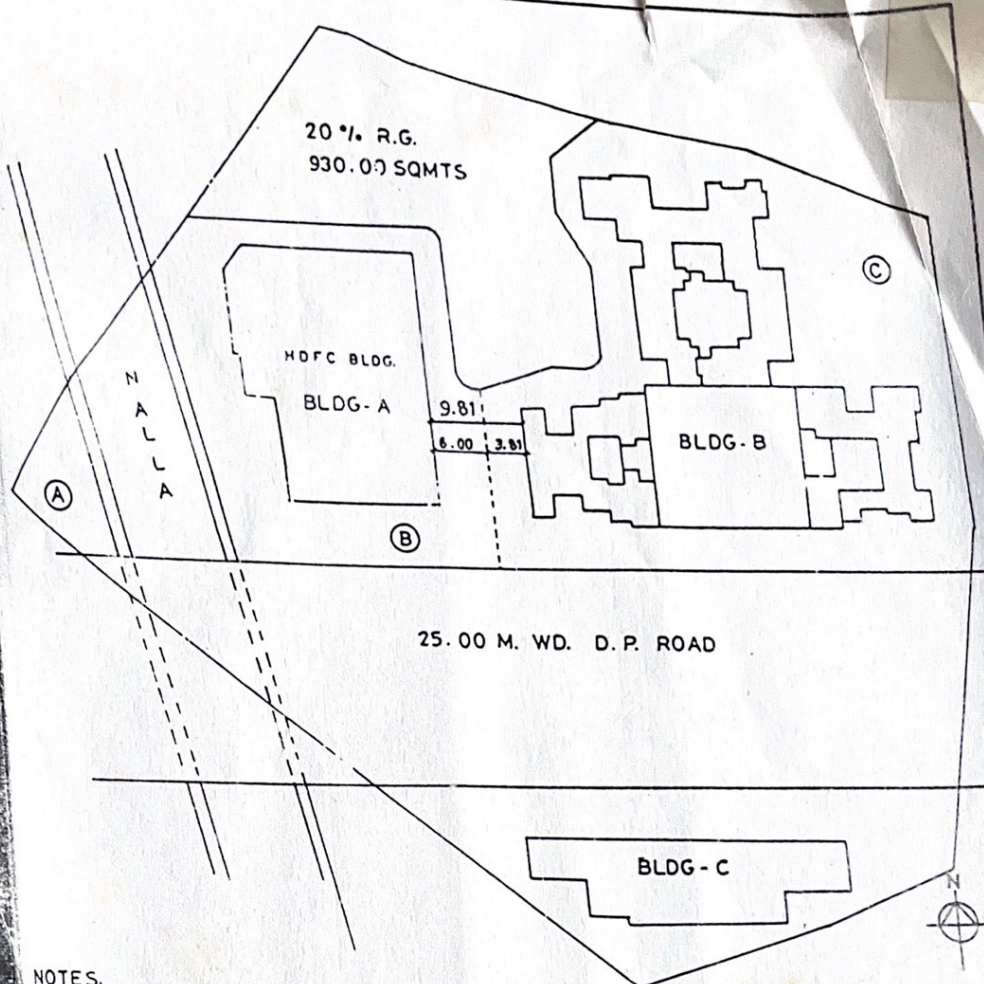 20 % R.G.
930.00 SQMTS
C
HDFC BLDG.
BLDG-A
N
A
L
L
A
9.81
6.00 3.81
BLDG-B
A
B
25.00 M. WD. D.P. ROAD
BLDG-C
N
NOTES.